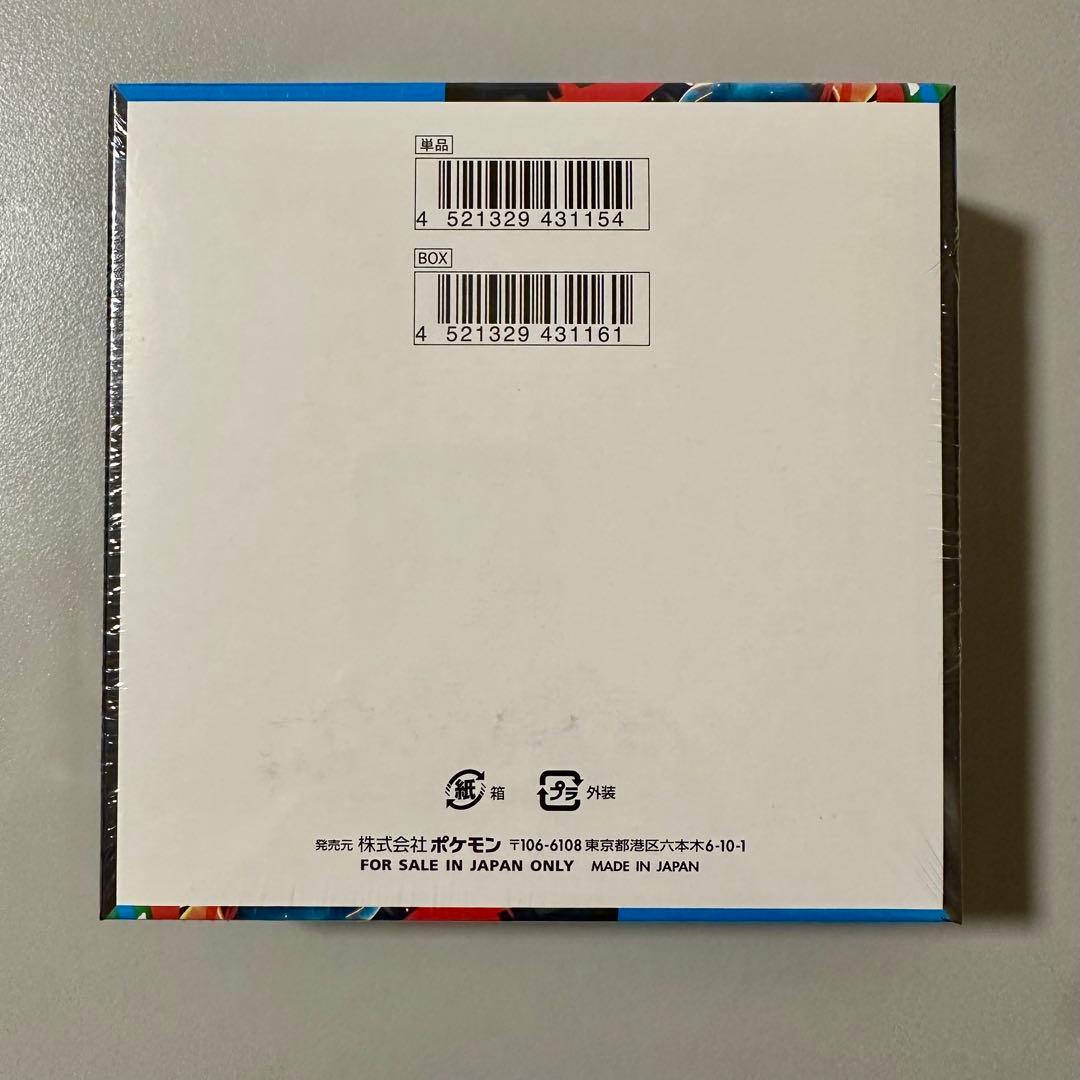 単品
4 521329 431154
BOX
4 521329 431161
紙 箱 プラ 外装
発売元 株式会社ポケモン 〒106-6108 東京都港区六本木6-10-1
FOR SALE IN JAPAN ONLY MADE IN JAPAN